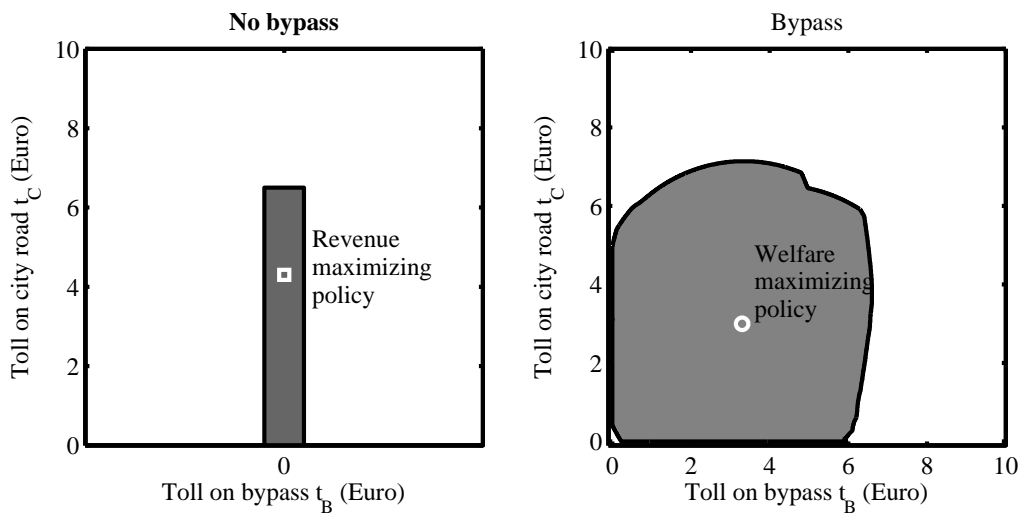 No bypass
10
8
6
4
2
0
Toll on city road t_C (Euro)
Revenue
maximizing
policy
0
Toll on bypass t_B (Euro)
Bypass
10
8
6
4
2
0
Toll on city road t_C (Euro)
Welfare
maximizing
policy
0 2 4 6 8 10
Toll on bypass t_B (Euro)